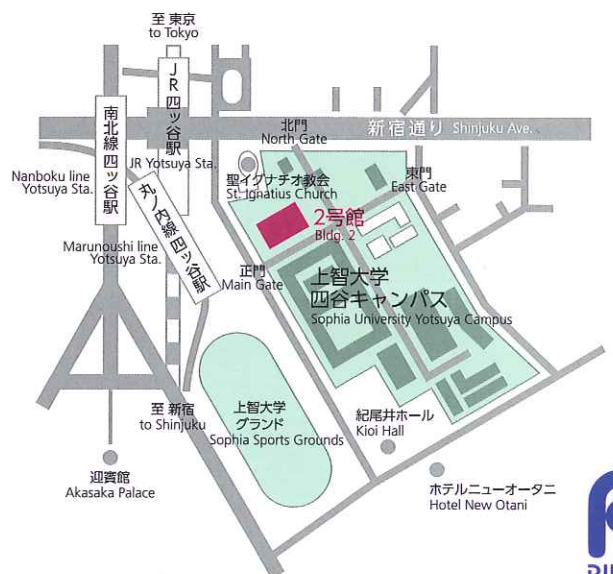 至 東京
to Tokyo
JR四ッ谷駅
JR Yotsuya Sta.
南北線四ッ谷駅
Nanboku line
Yotsuya Sta.
丸ノ内線四ッ谷駅
Marunoushi line
Yotsuya Sta.
北門
North Gate
新宿通り Shinjuku Ave.
聖イグナチオ教会
St. Ignatius Church
東門
East Gate
2号館
Bldg. 2
正門
Main Gate
上智大学
四谷キャンパス
Sophia University Yotsuya Campus
至 新宿
to Shinjuku
上智大学
グランド
Sophia Sports Grounds
紀尾井ホール
Kioi Hall
迎賓館
Akasaka Palace
ホテルニューオータニ
Hotel New Otani